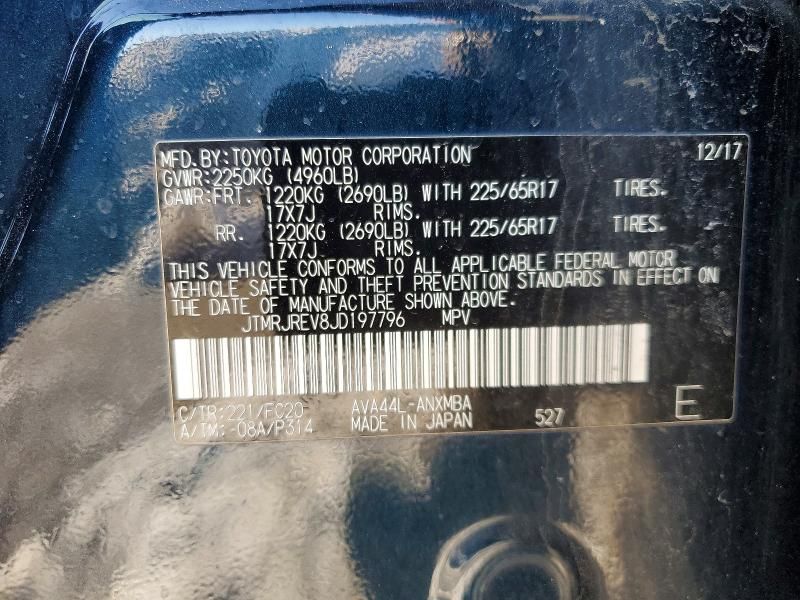 MFD.BY:TOYOTA MOTOR CORPORATION 12/17
GVWR:2250KG (4960LB)
GAWR:FRT. 1220KG (2690LB) WITH 225/65R17 TIRES.
17X7J RIMS.
RR. 1220KG (2690LB) WITH 225/65R17 TIRES.
17X7J RIMS.
THIS VEHICLE CONFORMS TO ALL APPLICABLE FEDERAL MOTOR
VEHICLE SAFETY AND THEFT PREVENTION STANDARDS IN EFFECT ON
THE DATE OF MANUFACTURE SHOWN ABOVE.
JTMRJREV8JD197796 MPV
C/TR:221/FC20 AVA44L-ANXMBA E
A/TM:-08A/P314 MADE IN JAPAN 527